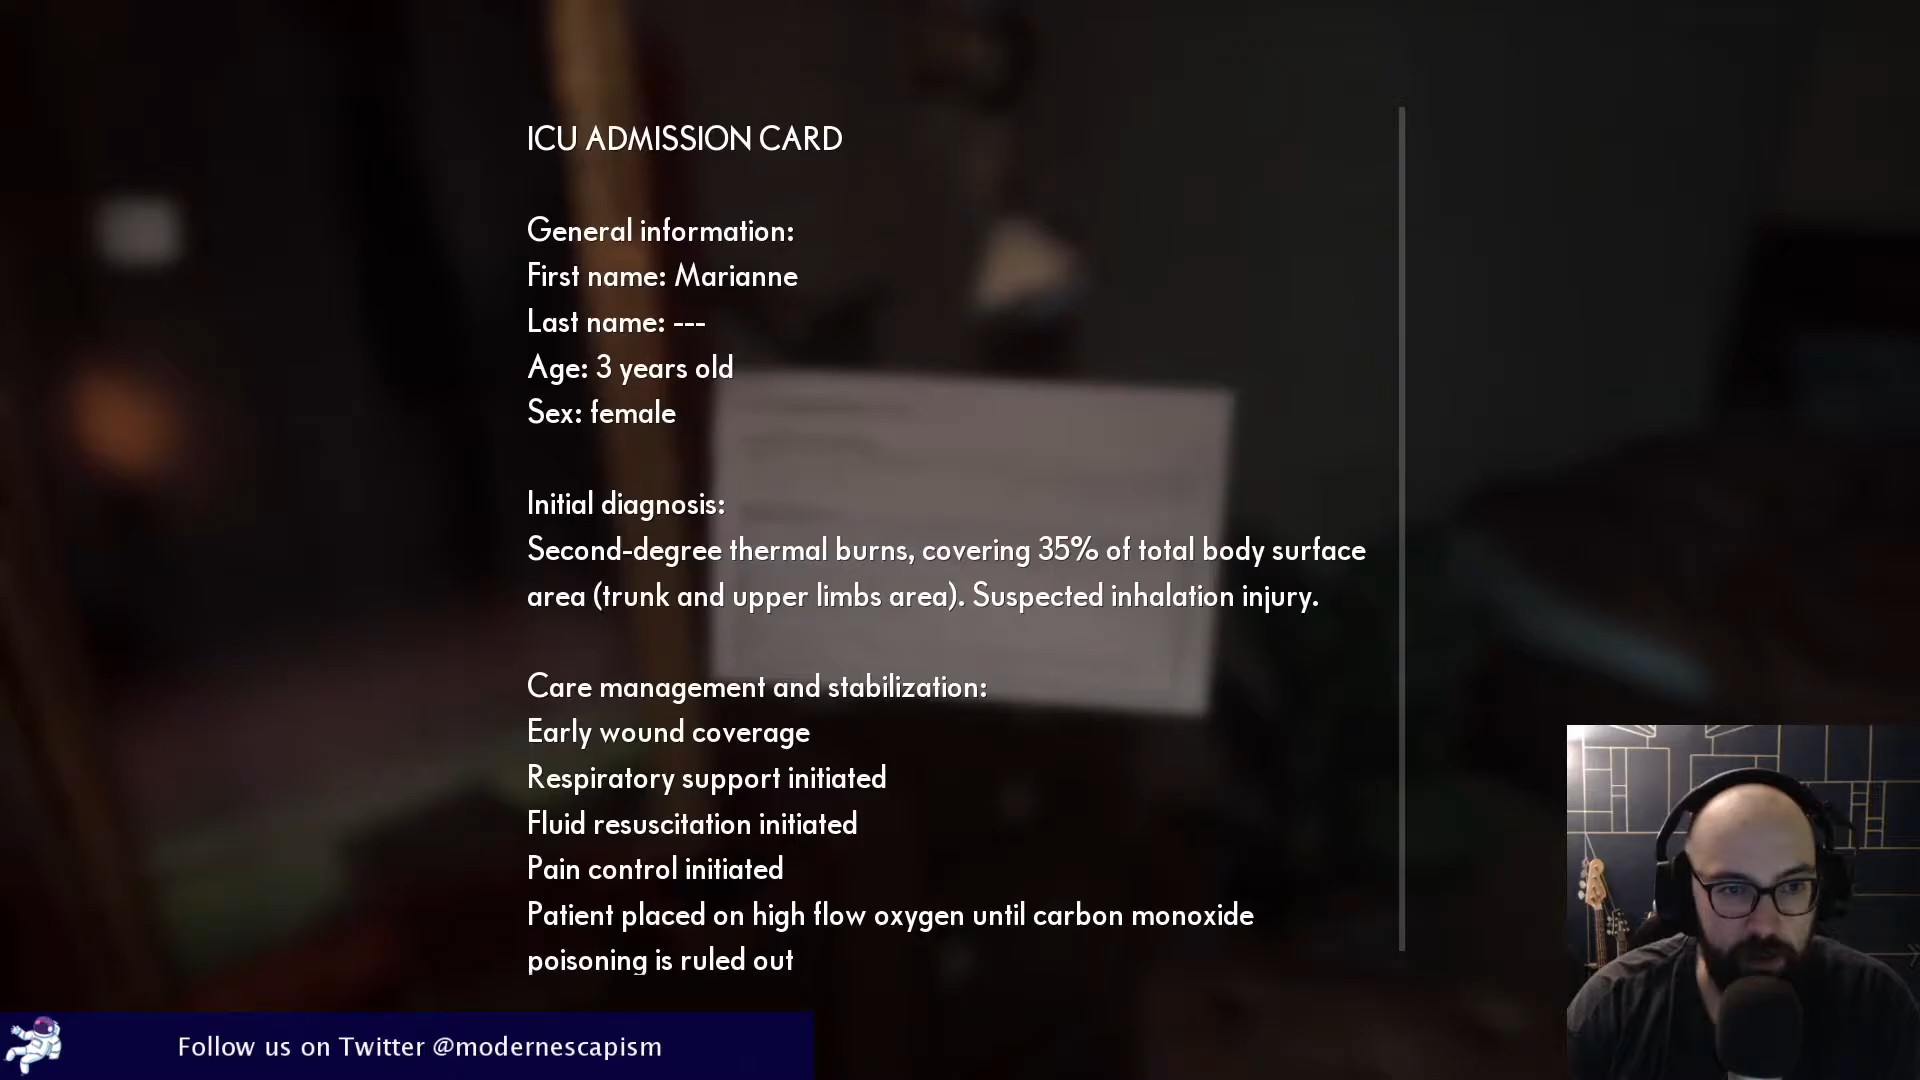 ICU ADMISSION CARD
General information:
First name: Marianne
Last name: ---
Age: 3 years old
Sex: female
Initial diagnosis:
Second-degree thermal burns, covering 35% of total body surface
area (trunk and upper limbs area). Suspected inhalation injury.
Care management and stabilization:
Early wound coverage
Respiratory support initiated
Fluid resuscitation initiated
Pain control initiated
Patient placed on high flow oxygen until carbon monoxide
poisoning is ruled out
Follow us on Twitter @modernescapism